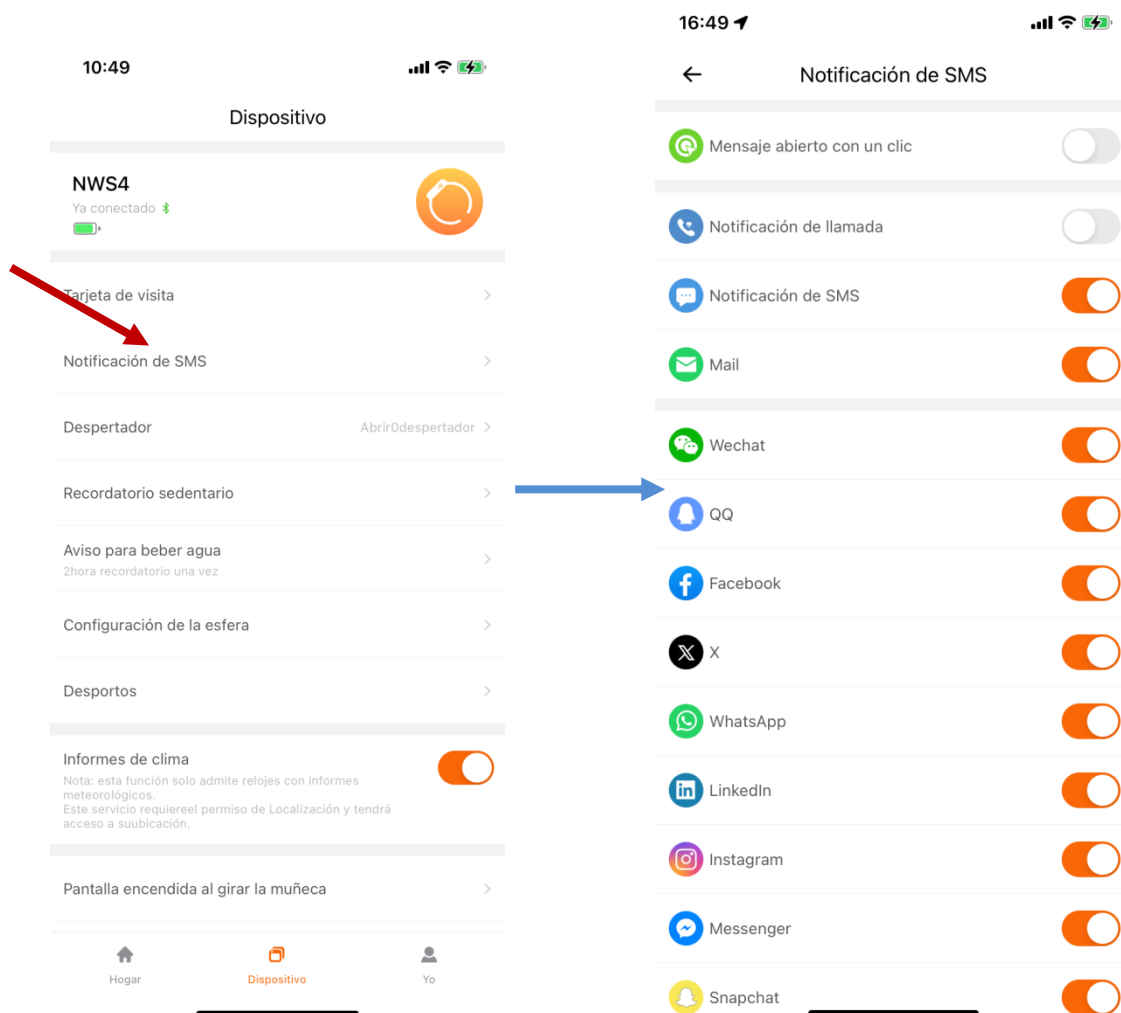 10:49
Dispositivo
NWS4
Ya conectado
Tarjeta de visita
Notificación de SMS
Despertador
Abrir0despertador
Recordatorio sedentario
Aviso para beber agua
2hora recordatorio una vez
Configuración de la esfera
Desportos
Informes de clima
Nota: esta función solo admite relojes con informes
meteorológicos.
Este servicio requiereel permiso de Localización y tendrá
acceso a suubicación.
Pantalla encendida al girar la muñeca
Hogar
Dispositivo
Yo
16:49
Notificación de SMS
Mensaje abierto con un clic
Notificación de llamada
Notificación de SMS
Mail
Wechat
QQ
Facebook
X
WhatsApp
LinkedIn
Instagram
Messenger
Snapchat